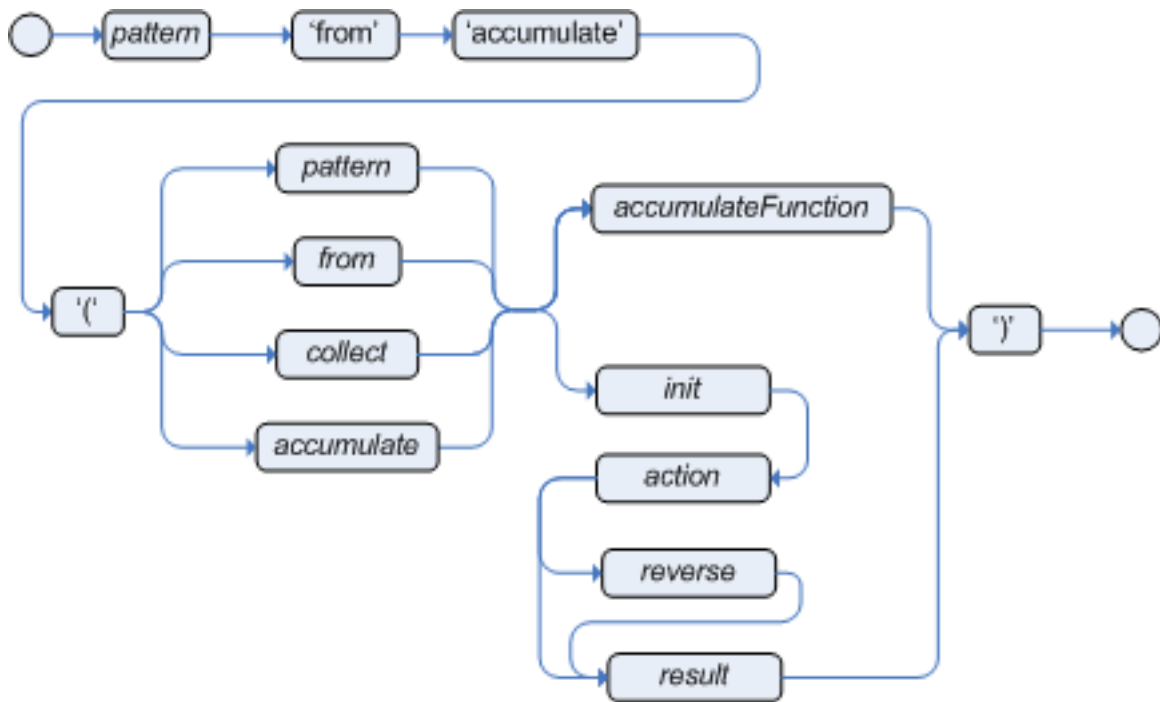 pattern
‘from’
‘accumulate’
pattern
accumulateFunction
from
‘(’
‘)’
collect
init
accumulate
action
reverse
result